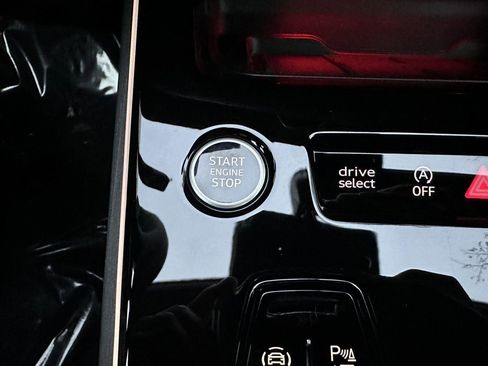 START
ENGINE
STOP
drive
select
A
OFF
P